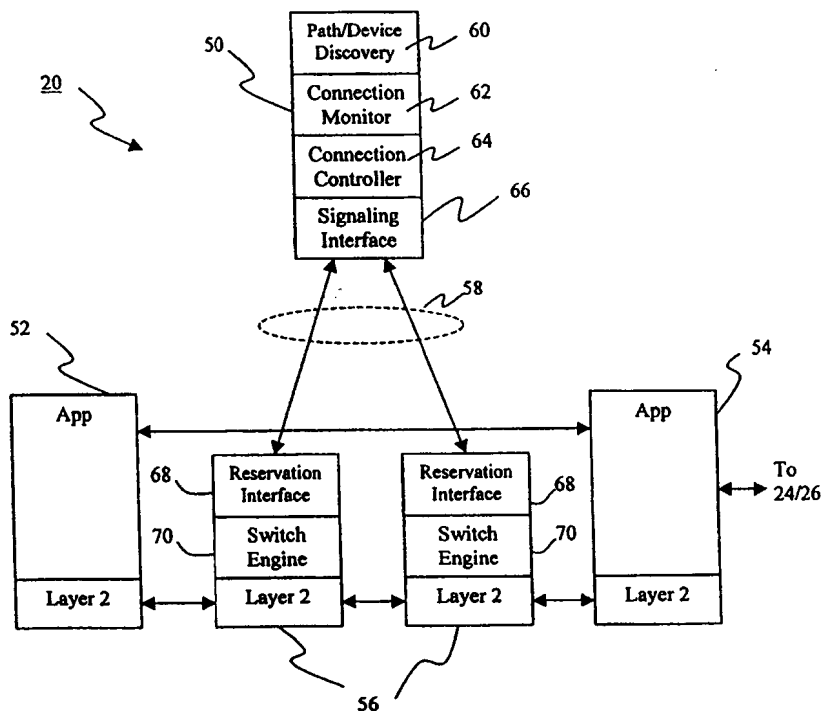 Path/Device
Discovery
60
50
20
Connection
Monitor
62
Connection
Controller
64
Signaling
Interface
66
58
52
54
App
App
To
24/26
68
Reservation
Interface
Reservation
Interface
68
70
Switch
Engine
Switch
Engine
70
Layer 2
Layer 2
Layer 2
Layer 2
56